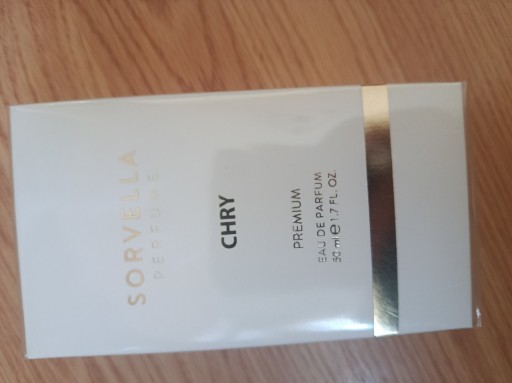 SORVELLA
PERFUME
CHRY
PREMIUM
EAU DE PARFUM
50 ml e 1.7 FL. OZ.